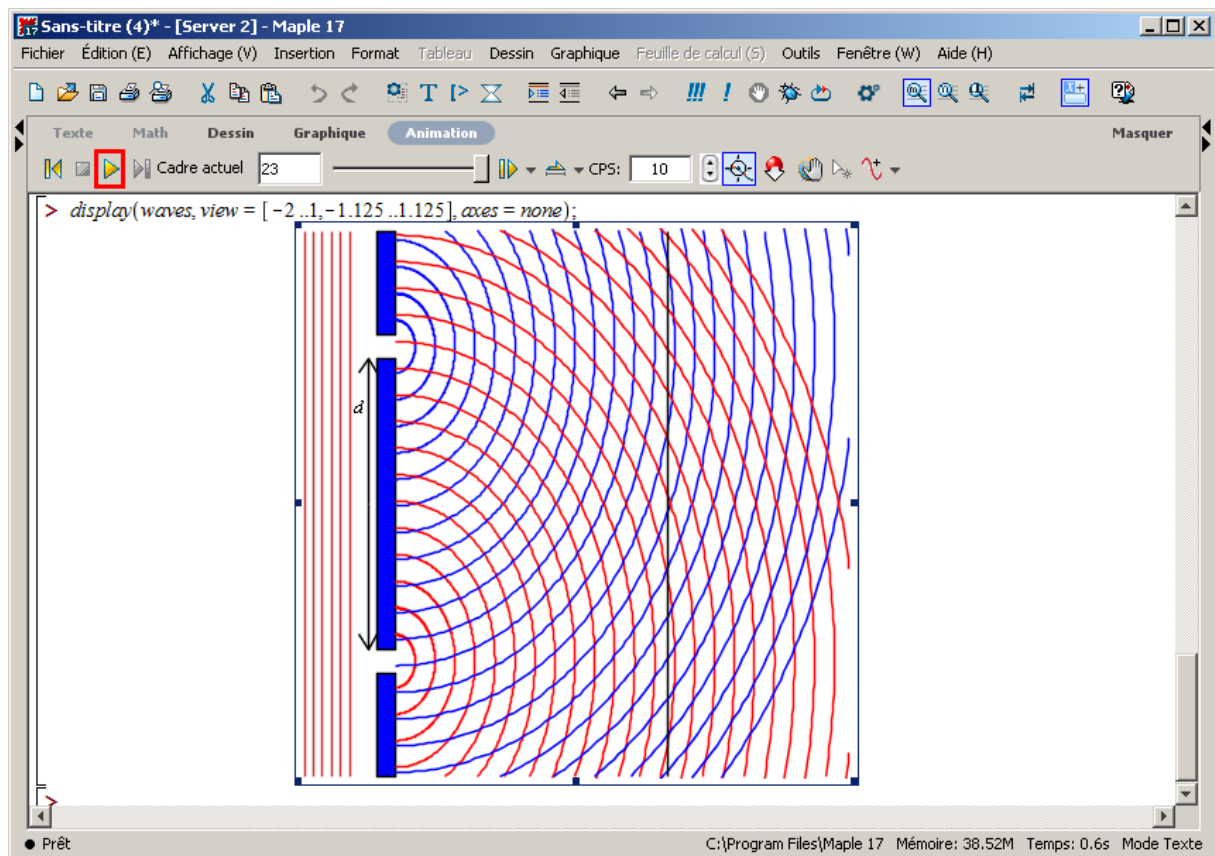 Sans-titre (4)* - [Server 2] - Maple 17
Fichier Édition (E) Affichage (V) Insertion Format Tableau Dessin Graphique Feuille de calcul (S) Outils Fenêtre (W) Aide (H)
Texte Math Dessin Graphique Animation Masquer
Cadre actuel 23 CPS: 10
> display(waves, view = [ -2 ..1,-1.125 ..1.125], axes = none);
d
>
Prêt C:\Program Files\Maple 17 Mémoire: 38.52M Temps: 0.6s Mode Texte